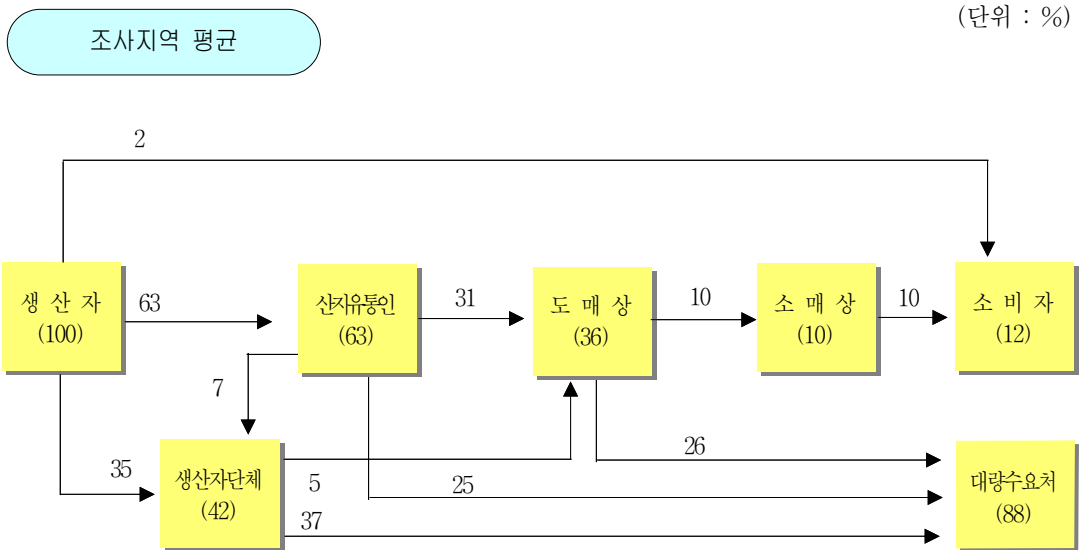 (단위 : %)
조사지역 평균
2
생 산 자
(100)
63
산지유통인
(63)
31
도 매 상
(36)
10
소 매 상
(10)
10
소 비 자
(12)
7
35
생산자단체
(42)
5
25
37
26
대량수요처
(88)